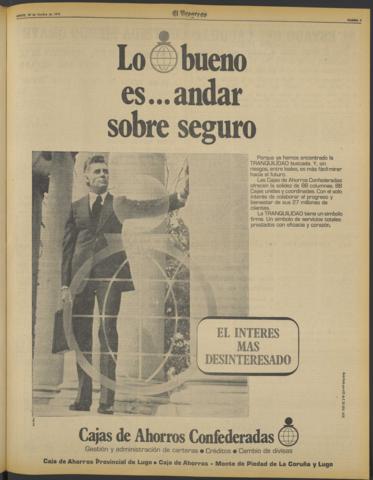 El Progreso
Lo bueno
es...andar
sobre seguro
Porque ya hemos encontrado la
TRANQUILIDAD buscada. Y, sin
riesgos, entre todos, es más fácil mirar
hacia el futuro.
Las Cajas de Ahorros Confederadas
ofrecen la solidez de 88 columnas. 88
Cajas unidas y coordinadas. Con el solo
interés de colaborar al progreso y
bienestar de sus 27 millones de
clientes.
La TRANQUILIDAD tiene un símbolo
firme. Un símbolo de servicios totales
prestados con eficacia y corazón.
EL INTERES
MAS
DESINTERESADO
Cajas de Ahorros Confederadas
Gestión y administración de carteras • Créditos • Cambio de divisas
Caja de Ahorros Provincial de Lugo - Caja de Ahorros - Monte de Piedad de La Coruña y Lugo